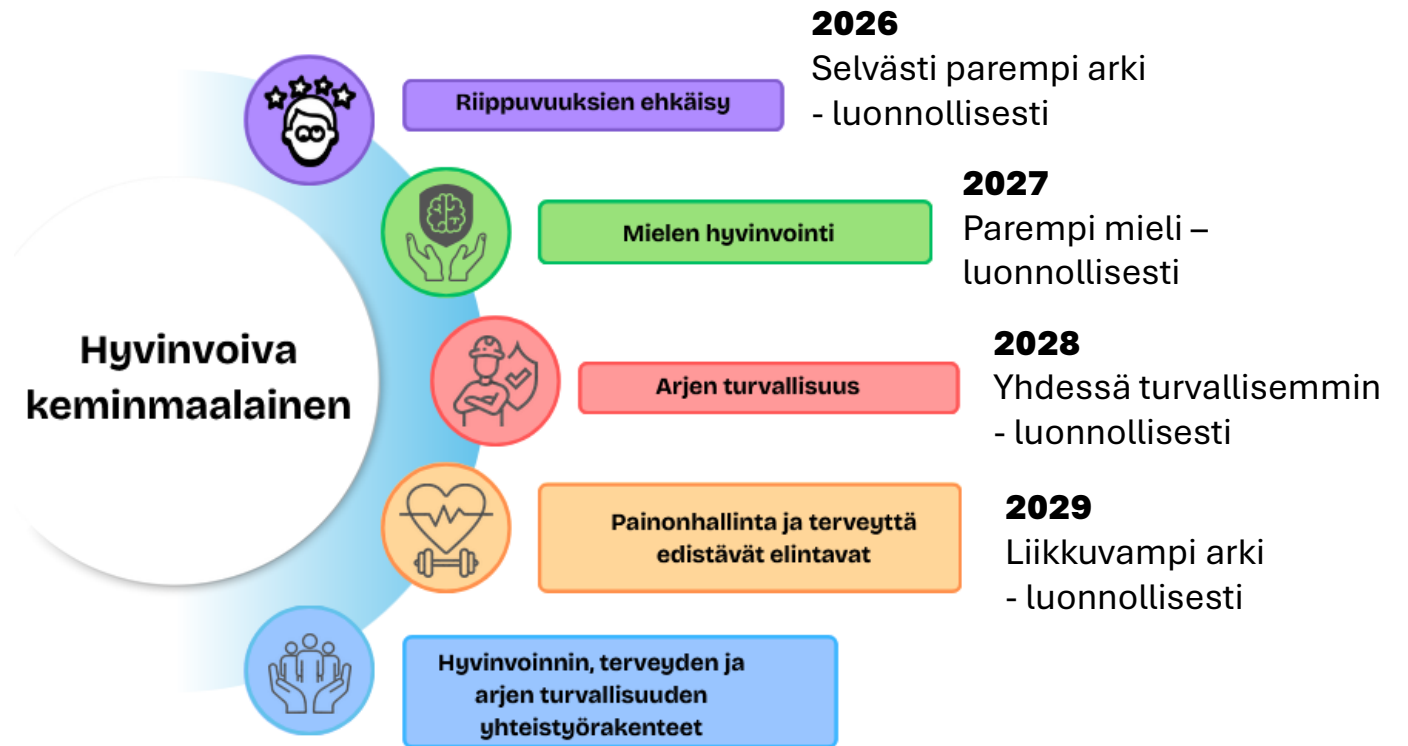 Hyvinvoiva
keminmaalainen
Riippuvuuksien ehkäisy
2026
Selvästi parempi arki
- luonnollisesti
Mielen hyvinvointi
2027
Parempi mieli –
luonnollisesti
Arjen turvallisuus
2028
Yhdessä turvallisemmin
- luonnollisesti
Painonhallinta ja terveyttä
edistävät elintavat
2029
Liikkuvampi arki
- luonnollisesti
Hyvinvoinnin, terveyden ja
arjen turvallisuuden
yhteistyörakenteet